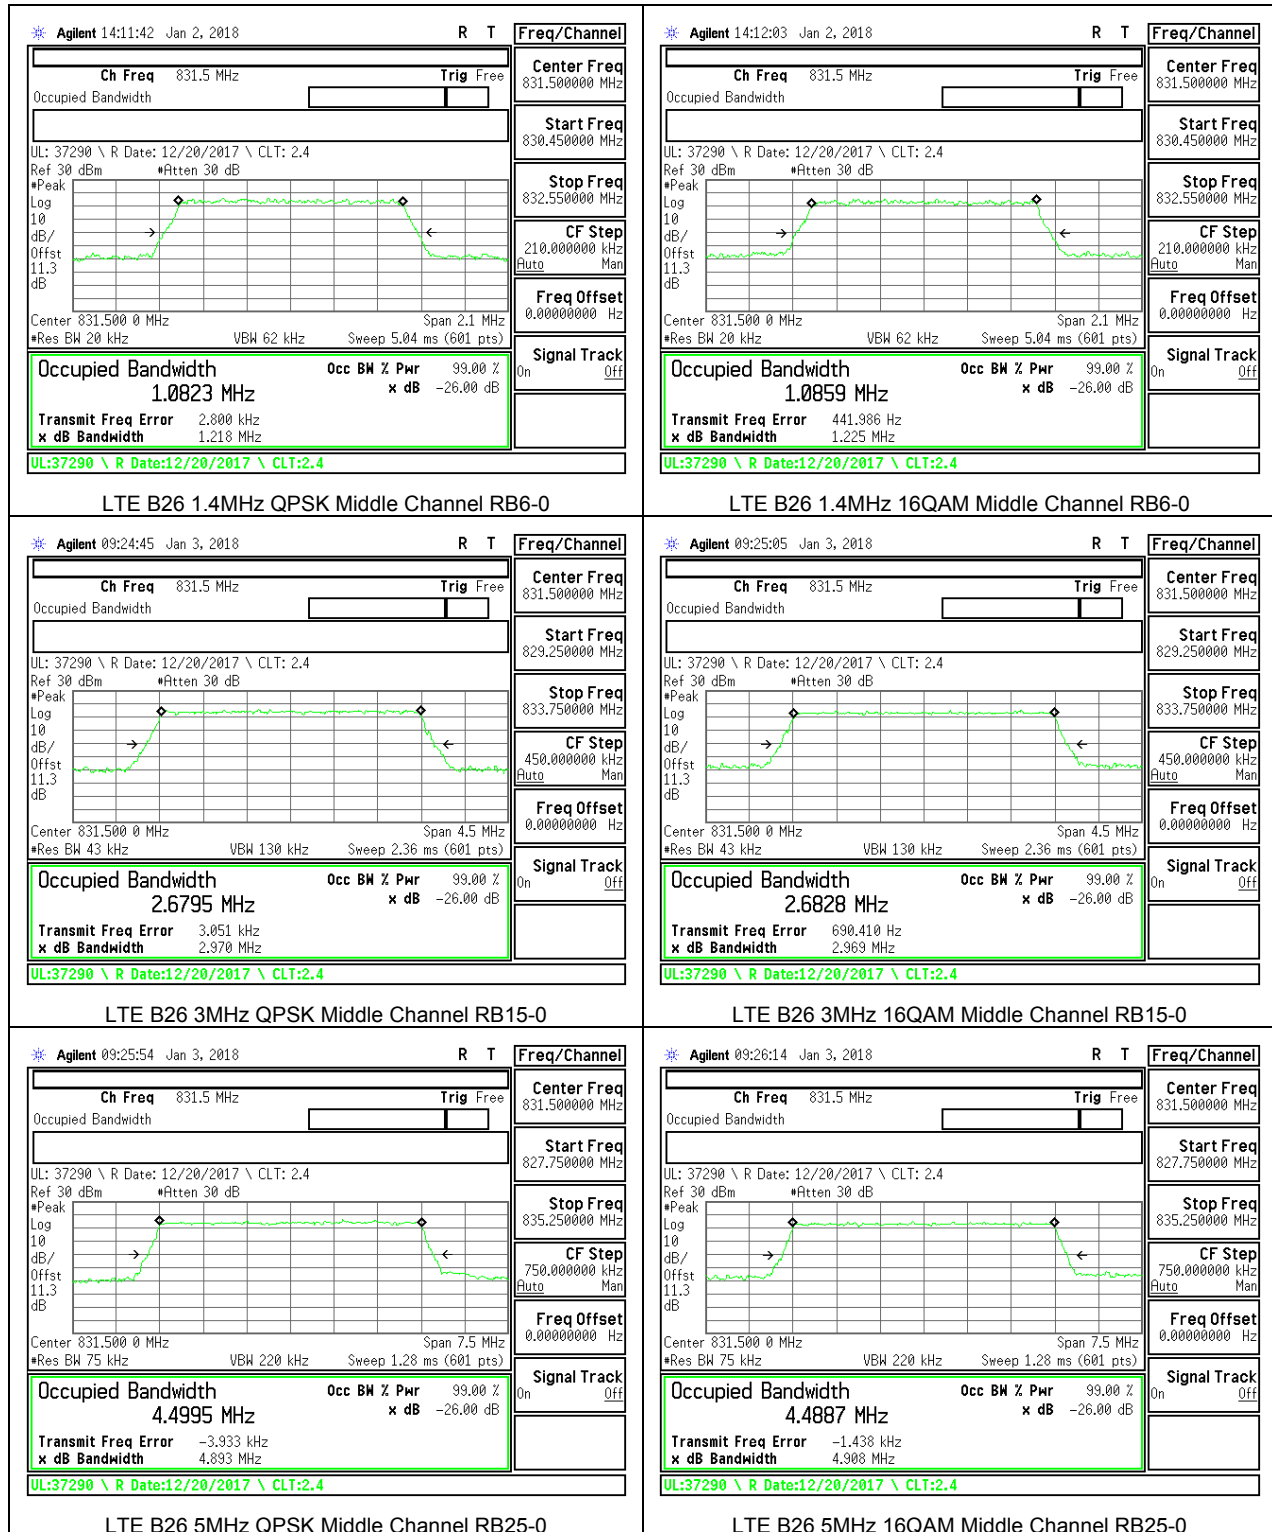 Agilent 14:11:42 Jan 2, 2018 R T Freq/Channel
Ch Freq 831.5 MHz Trig Free
Occupied Bandwidth
Center Freq
831.500000 MHz
Start Freq
830.450000 MHz
UL: 37290 \ R Date: 12/20/2017 \ CLT: 2.4
Ref 30 dBm #Atten 30 dB
#Peak
Log
10
dB/
Offst
11.3
dB
Stop Freq
832.550000 MHz
CF Step
210.000000 kHz
Auto Man
Freq Offset
0.00000000 Hz
Center 831.500 0 MHz Span 2.1 MHz
#Res BW 20 kHz VBW 62 kHz Sweep 5.04 ms (601 pts)
Signal Track
On Off
Occupied Bandwidth Occ BW % Pwr 99.00 %
1.0823 MHz x dB -26.00 dB
Transmit Freq Error 2.800 kHz
x dB Bandwidth 1.218 MHz
UL:37290 \ R Date:12/20/2017 \ CLT:2.4
LTE B26 1.4MHz QPSK Middle Channel RB6-0
Agilent 14:12:03 Jan 2, 2018 R T Freq/Channel
Ch Freq 831.5 MHz Trig Free
Occupied Bandwidth
Center Freq
831.500000 MHz
Start Freq
830.450000 MHz
UL: 37290 \ R Date: 12/20/2017 \ CLT: 2.4
Ref 30 dBm #Atten 30 dB
#Peak
Log
10
dB/
Offst
11.3
dB
Stop Freq
832.550000 MHz
CF Step
210.000000 kHz
Auto Man
Freq Offset
0.00000000 Hz
Center 831.500 0 MHz Span 2.1 MHz
#Res BW 20 kHz VBW 62 kHz Sweep 5.04 ms (601 pts)
Signal Track
On Off
Occupied Bandwidth Occ BW % Pwr 99.00 %
1.0859 MHz x dB -26.00 dB
Transmit Freq Error 441.986 Hz
x dB Bandwidth 1.225 MHz
UL:37290 \ R Date:12/20/2017 \ CLT:2.4
LTE B26 1.4MHz 16QAM Middle Channel RB6-0
Agilent 09:24:45 Jan 3, 2018 R T Freq/Channel
Ch Freq 831.5 MHz Trig Free
Occupied Bandwidth
Center Freq
831.500000 MHz
Start Freq
829.250000 MHz
UL: 37290 \ R Date: 12/20/2017 \ CLT: 2.4
Ref 30 dBm #Atten 30 dB
#Peak
Log
10
dB/
Offst
11.3
dB
Stop Freq
833.750000 MHz
CF Step
450.000000 kHz
Auto Man
Freq Offset
0.00000000 Hz
Center 831.500 0 MHz Span 4.5 MHz
#Res BW 43 kHz VBW 130 kHz Sweep 2.36 ms (601 pts)
Signal Track
On Off
Occupied Bandwidth Occ BW % Pwr 99.00 %
2.6795 MHz x dB -26.00 dB
Transmit Freq Error 3.051 kHz
x dB Bandwidth 2.970 MHz
UL:37290 \ R Date:12/20/2017 \ CLT:2.4
LTE B26 3MHz QPSK Middle Channel RB15-0
Agilent 09:25:05 Jan 3, 2018 R T Freq/Channel
Ch Freq 831.5 MHz Trig Free
Occupied Bandwidth
Center Freq
831.500000 MHz
Start Freq
829.250000 MHz
UL: 37290 \ R Date: 12/20/2017 \ CLT: 2.4
Ref 30 dBm #Atten 30 dB
#Peak
Log
10
dB/
Offst
11.3
dB
Stop Freq
833.750000 MHz
CF Step
450.000000 kHz
Auto Man
Freq Offset
0.00000000 Hz
Center 831.500 0 MHz Span 4.5 MHz
#Res BW 43 kHz VBW 130 kHz Sweep 2.36 ms (601 pts)
Signal Track
On Off
Occupied Bandwidth Occ BW % Pwr 99.00 %
2.6828 MHz x dB -26.00 dB
Transmit Freq Error 690.410 Hz
x dB Bandwidth 2.969 MHz
UL:37290 \ R Date:12/20/2017 \ CLT:2.4
LTE B26 3MHz 16QAM Middle Channel RB15-0
Agilent 09:25:54 Jan 3, 2018 R T Freq/Channel
Ch Freq 831.5 MHz Trig Free
Occupied Bandwidth
Center Freq
831.500000 MHz
Start Freq
827.750000 MHz
UL: 37290 \ R Date: 12/20/2017 \ CLT: 2.4
Ref 30 dBm #Atten 30 dB
#Peak
Log
10
dB/
Offst
11.3
dB
Stop Freq
835.250000 MHz
CF Step
750.000000 kHz
Auto Man
Freq Offset
0.00000000 Hz
Center 831.500 0 MHz Span 7.5 MHz
#Res BW 75 kHz VBW 220 kHz Sweep 1.28 ms (601 pts)
Signal Track
On Off
Occupied Bandwidth Occ BW % Pwr 99.00 %
4.4995 MHz x dB -26.00 dB
Transmit Freq Error -3.933 kHz
x dB Bandwidth 4.893 MHz
UL:37290 \ R Date:12/20/2017 \ CLT:2.4
LTE B26 5MHz QPSK Middle Channel RB25-0
Agilent 09:26:14 Jan 3, 2018 R T Freq/Channel
Ch Freq 831.5 MHz Trig Free
Occupied Bandwidth
Center Freq
831.500000 MHz
Start Freq
827.750000 MHz
UL: 37290 \ R Date: 12/20/2017 \ CLT: 2.4
Ref 30 dBm #Atten 30 dB
#Peak
Log
10
dB/
Offst
11.3
dB
Stop Freq
835.250000 MHz
CF Step
750.000000 kHz
Auto Man
Freq Offset
0.00000000 Hz
Center 831.500 0 MHz Span 7.5 MHz
#Res BW 75 kHz VBW 220 kHz Sweep 1.28 ms (601 pts)
Signal Track
On Off
Occupied Bandwidth Occ BW % Pwr 99.00 %
4.4887 MHz x dB -26.00 dB
Transmit Freq Error -1.438 kHz
x dB Bandwidth 4.908 MHz
UL:37290 \ R Date:12/20/2017 \ CLT:2.4
LTE B26 5MHz 16QAM Middle Channel RB25-0